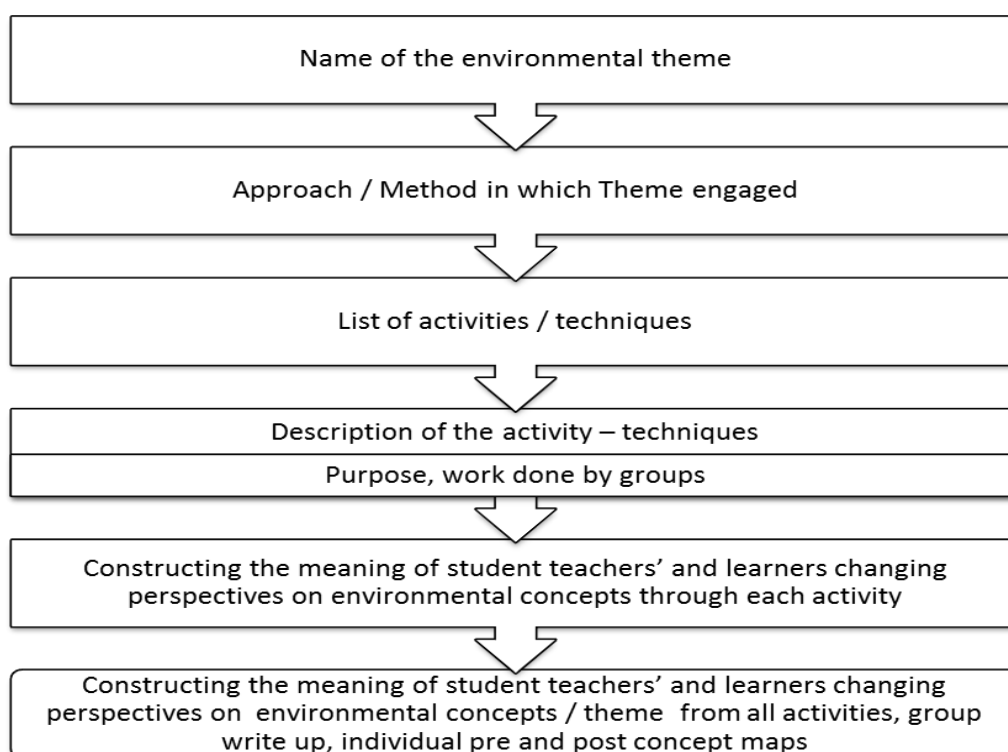 Name of the environmental theme
Approach / Method in which Theme engaged
List of activities / techniques
Description of the activity – techniques
Purpose, work done by groups
Constructing the meaning of student teachers’ and learners changing
perspectives on environmental concepts through each activity
Constructing the meaning of student teachers’ and learners changing
perspectives on environmental concepts / theme from all activities, group
write up, individual pre and post concept maps